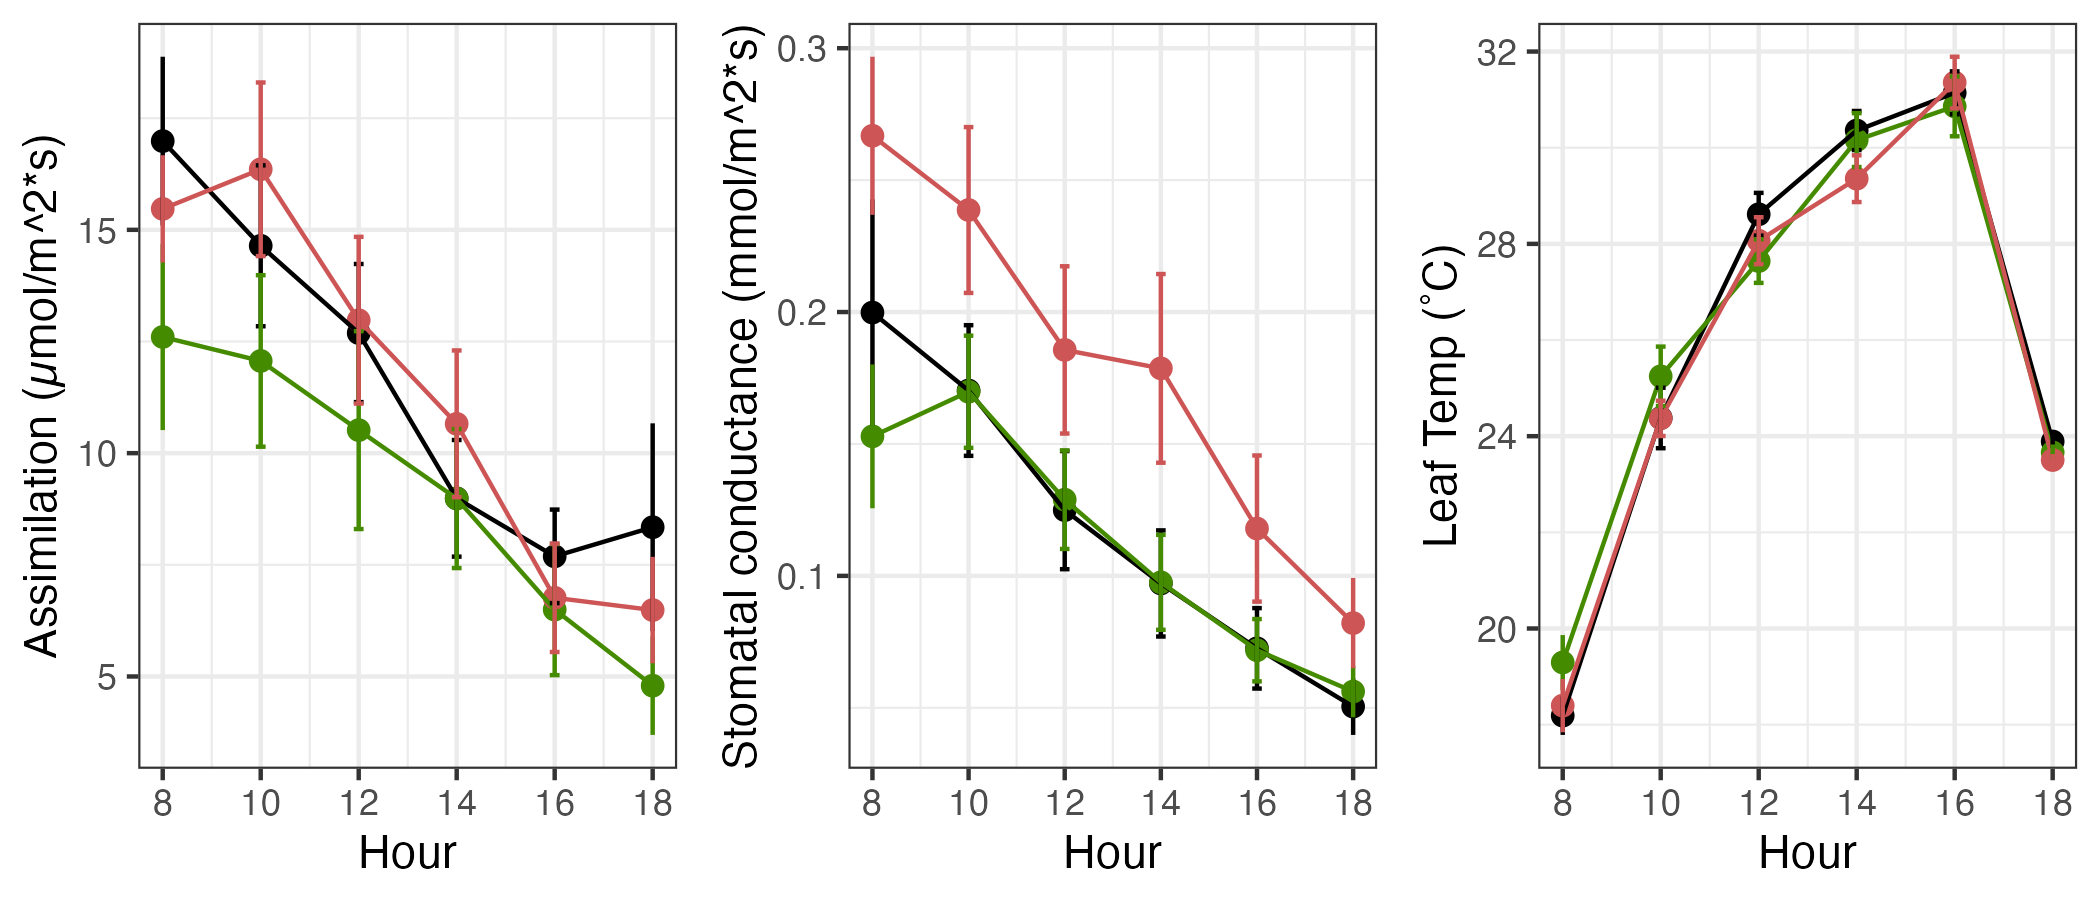 Assimilation (µmol/m^2*s)
15
10
5
8 10 12 14 16 18
Hour
Stomatal conductance (mmol/m^2*s)
0.3
0.2
0.1
8 10 12 14 16 18
Hour
Leaf Temp (˚C)
32
28
24
20
8 10 12 14 16 18
Hour